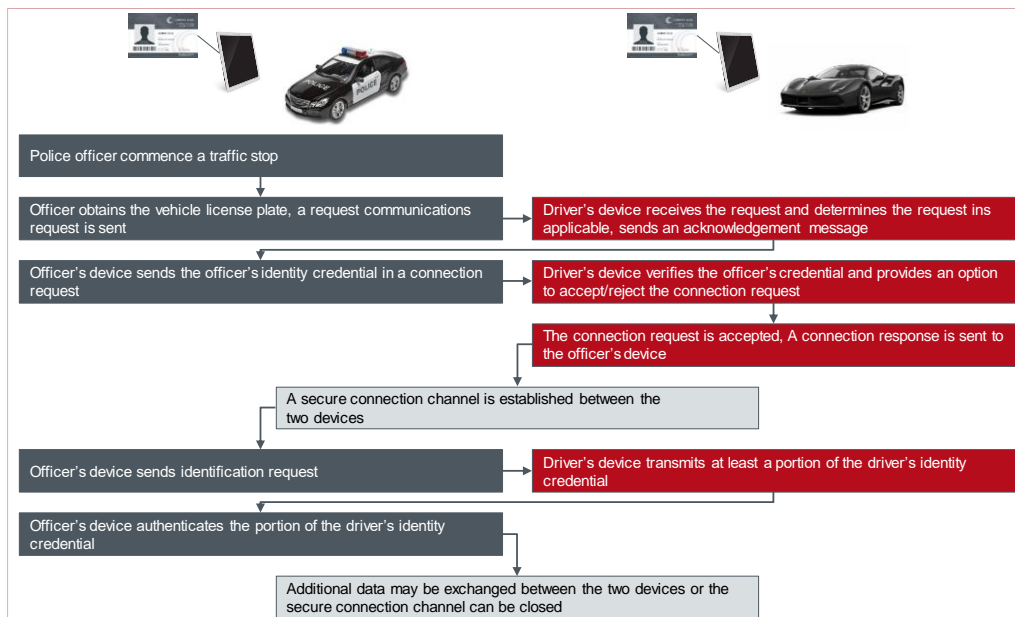 POLICE
POLICE
Police officer commence a traffic stop
Officer obtains the vehicle license plate, a request communications
request is sent
Driver's device receives the request and determines the request ins
applicable, sends an acknowledgement message
Officer's device sends the officer's identity credential in a connection
request
Driver's device verifies the officer's credential and provides an option
to accept/reject the connection request
The connection request is accepted, A connection response is sent to
the officer's device
A secure connection channel is established between the
two devices
Officer's device sends identification request
Driver's device transmits at least a portion of the driver's identity
credential
Officer's device authenticates the portion of the driver's identity
credential
Additional data may be exchanged between the two devices or the
secure connection channel can be closed